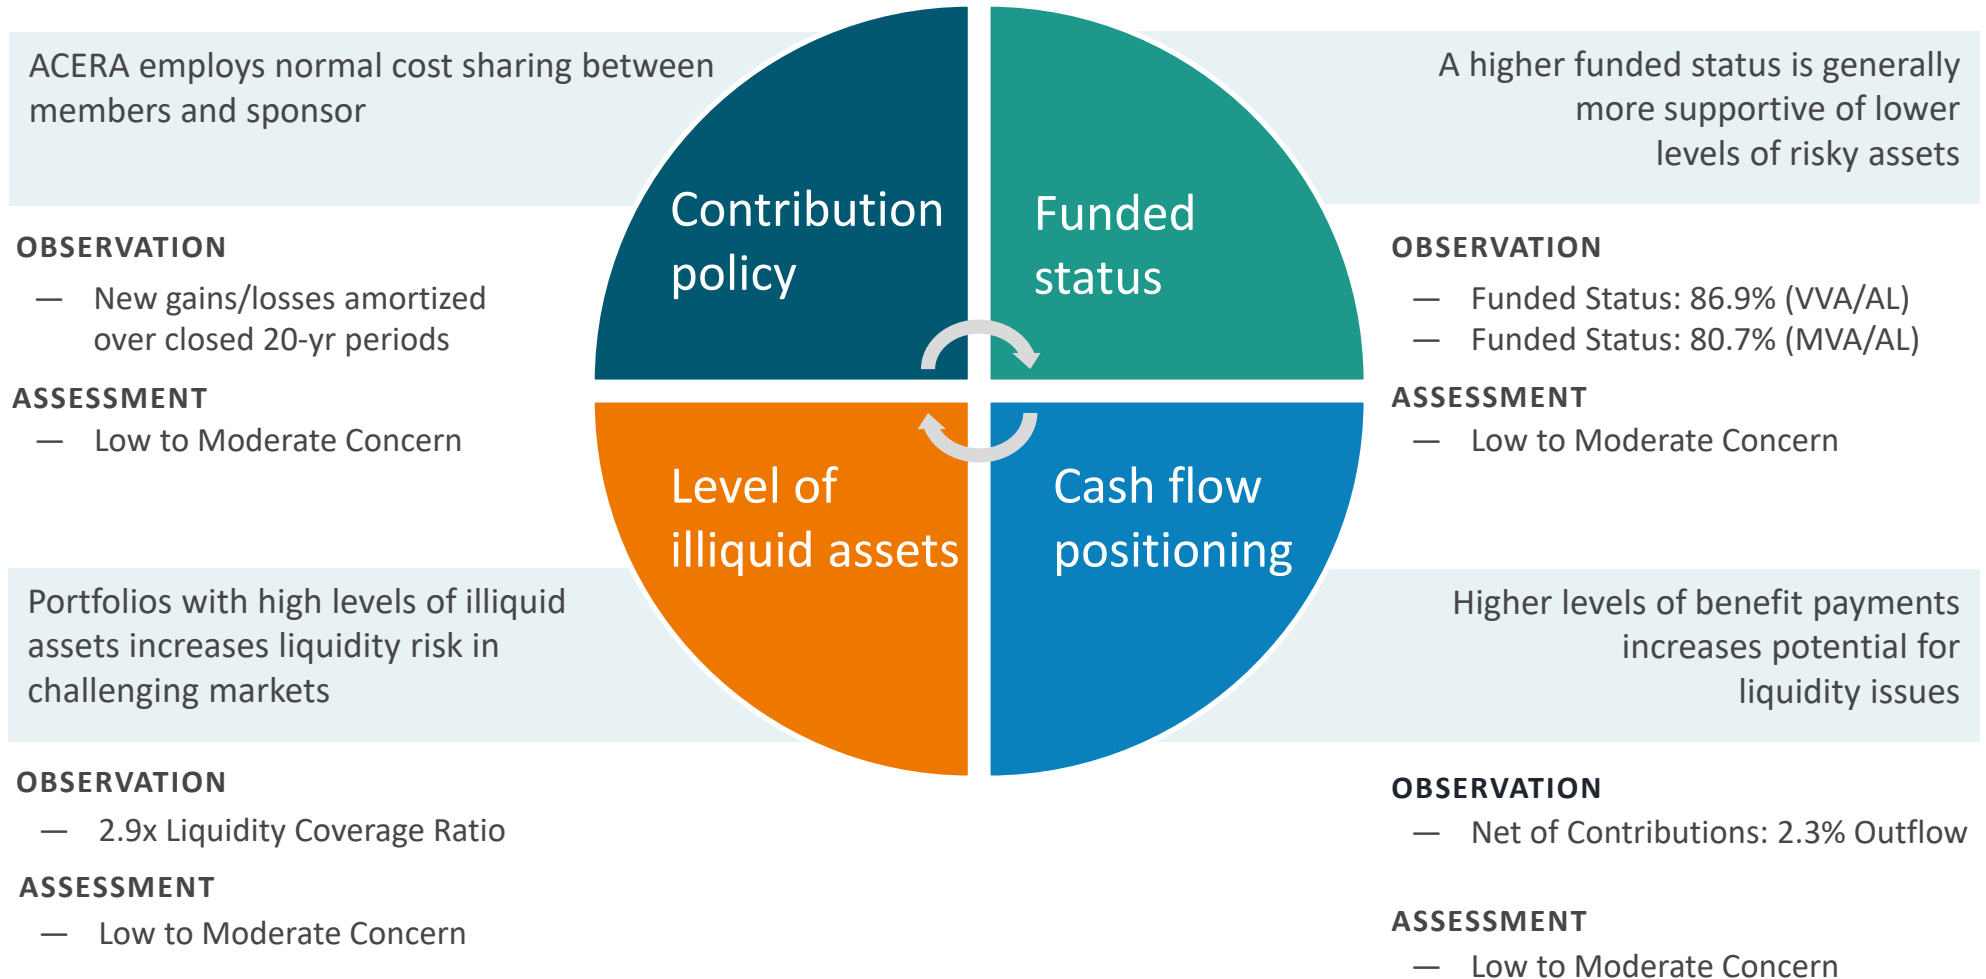 ACERA employs normal cost sharing between
members and sponsor
OBSERVATION
— New gains/losses amortized
over closed 20-yr periods
ASSESSMENT
— Low to Moderate Concern
Contribution
policy
Funded
status
A higher funded status is generally
more supportive of lower
levels of risky assets
OBSERVATION
— Funded Status: 86.9% (VVA/AL)
— Funded Status: 80.7% (MVA/AL)
ASSESSMENT
— Low to Moderate Concern
Level of
illiquid assets
Cash flow
positioning
Portfolios with high levels of illiquid
assets increases liquidity risk in
challenging markets
OBSERVATION
— 2.9x Liquidity Coverage Ratio
ASSESSMENT
— Low to Moderate Concern
Higher levels of benefit payments
increases potential for
liquidity issues
OBSERVATION
— Net of Contributions: 2.3% Outflow
ASSESSMENT
— Low to Moderate Concern